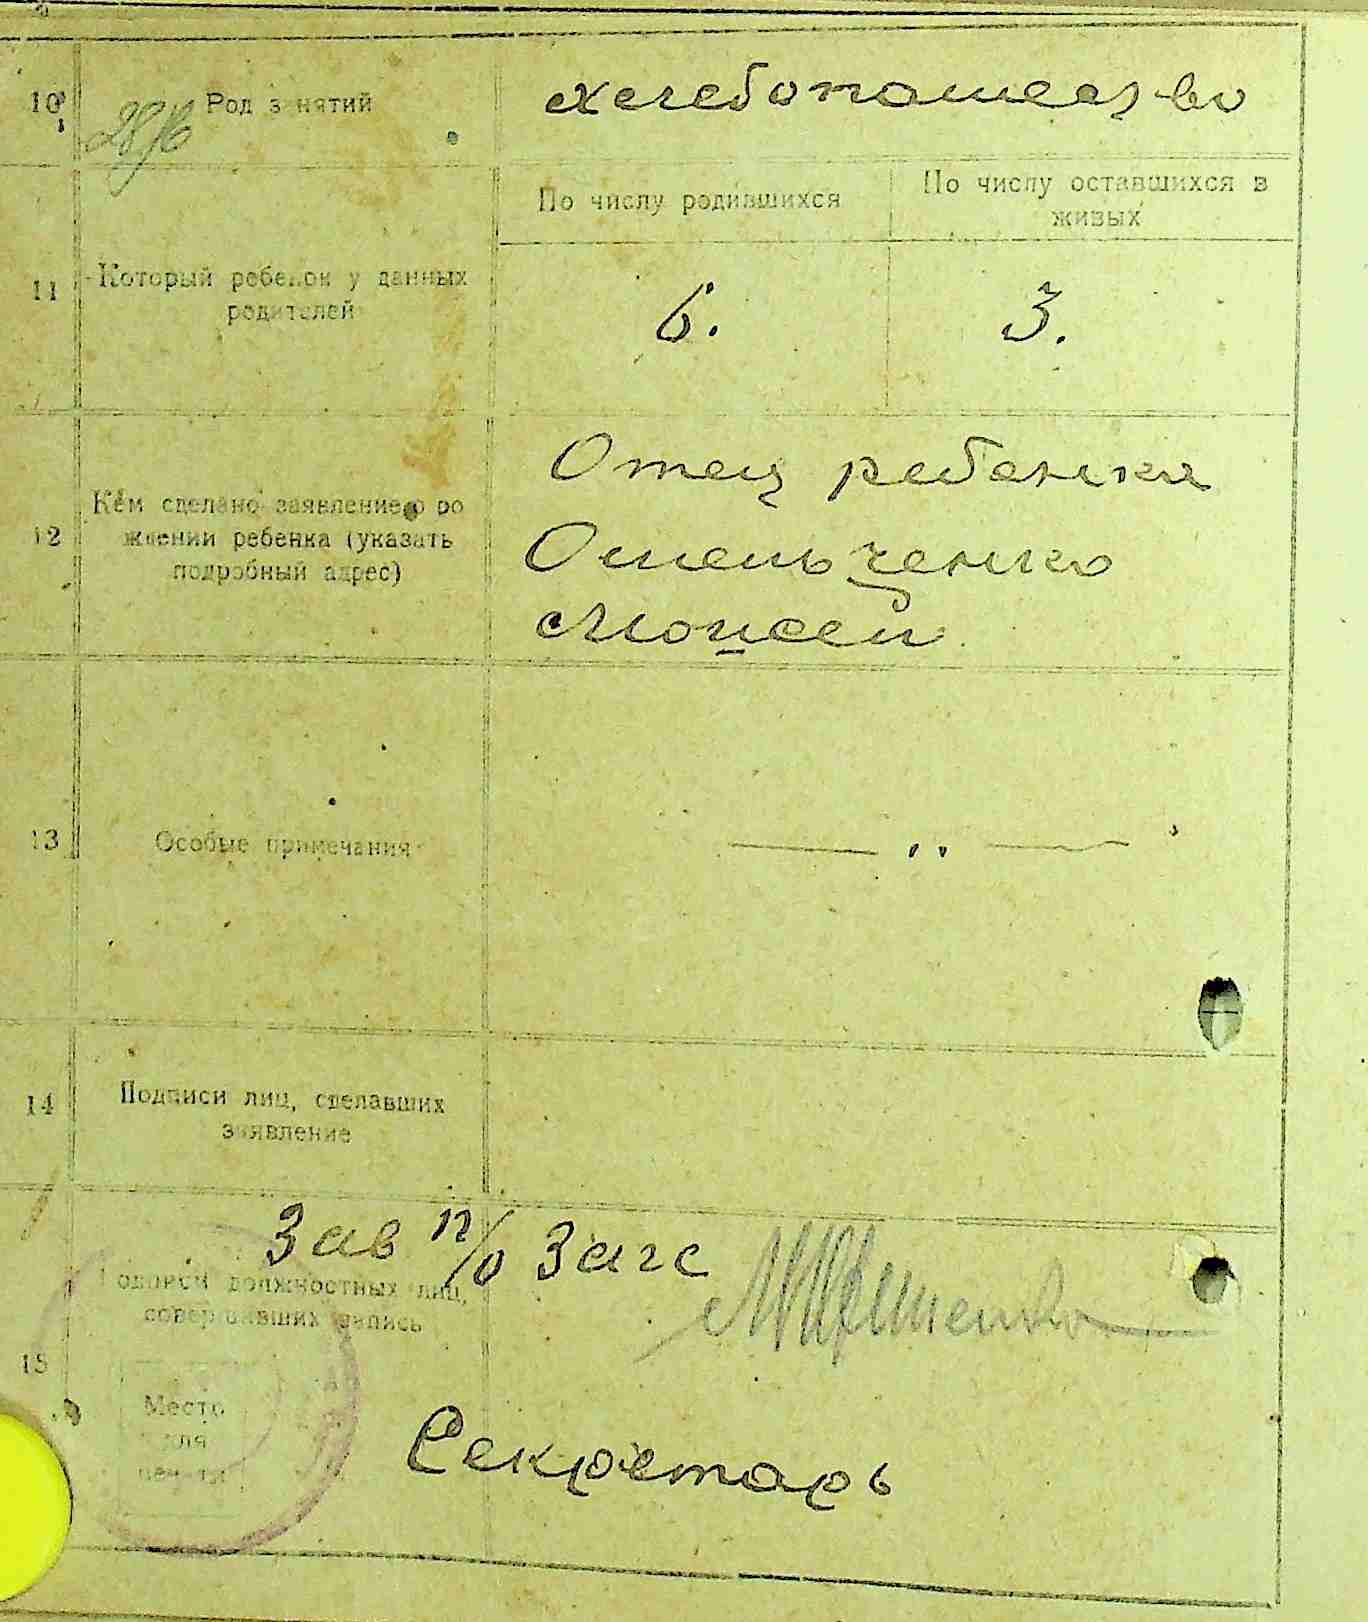 10 Род занятий хлебопашество
По числу родившихся
По числу оставшихся в
живых
11 Который ребенок у данных
родителей
6. 3.
Отец ребенка
Омельченко
Моисей
12 Кем сделано заявление о ро
ждении ребенка (указать
подробный адрес)
13 Особые примечания — „ —
14 Подписи лиц, сделавших
заявление
Зав п/о Загс
Подписи должностных лиц,
совершивших запись
15
Место
для
печати
Секретарь